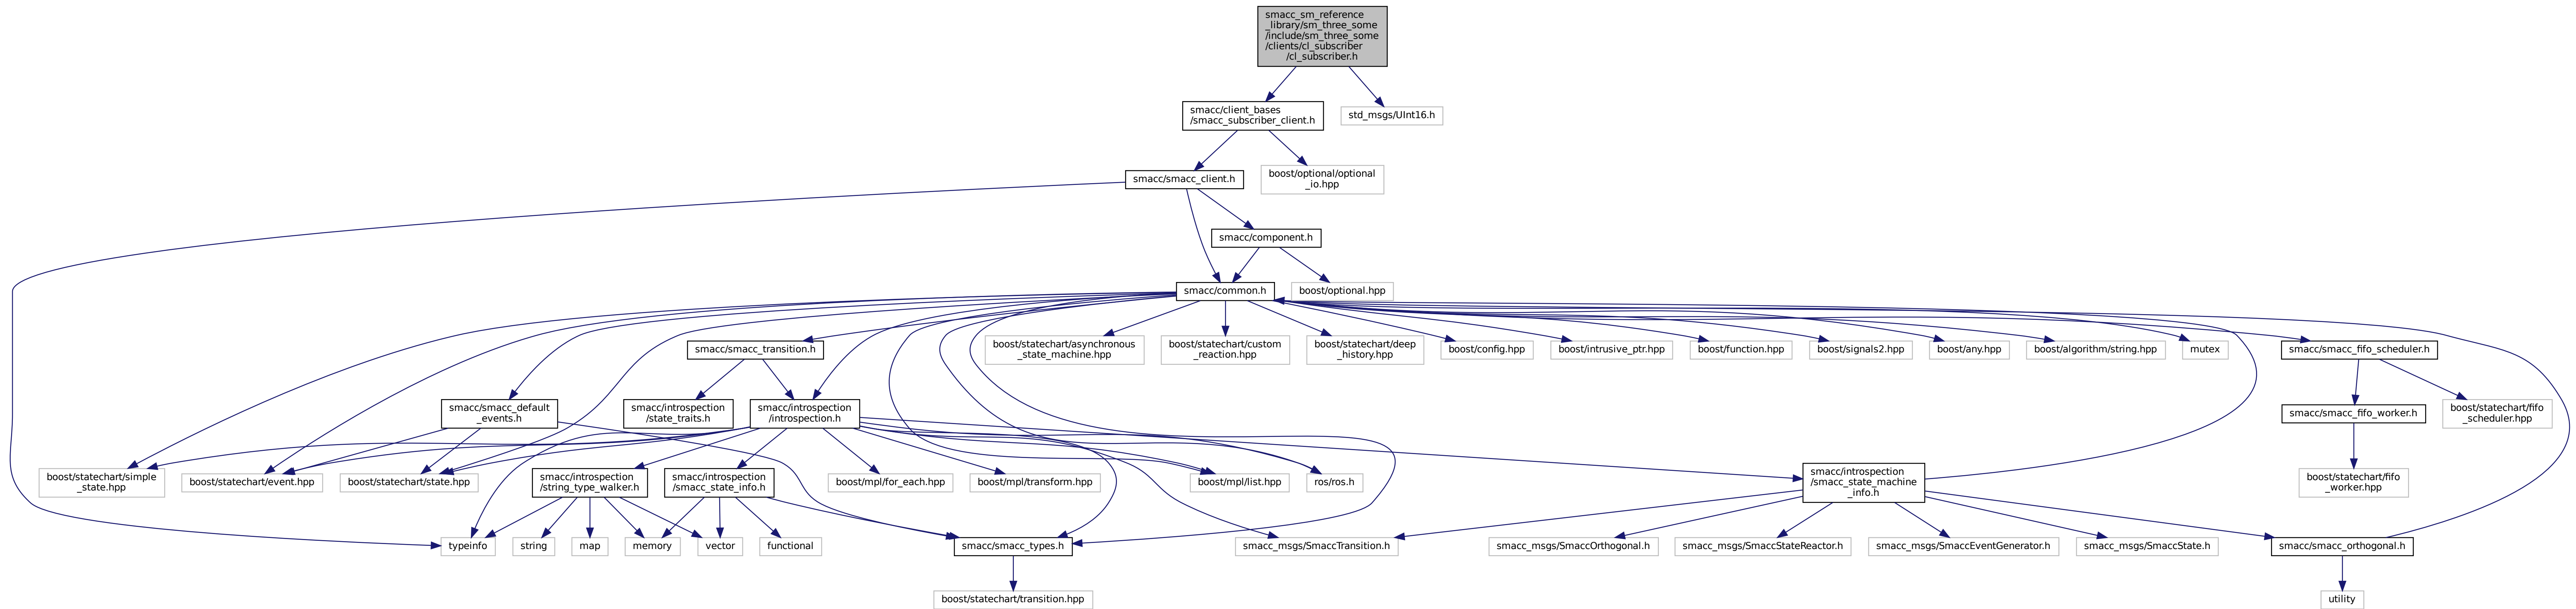 smacc_sm_reference
_library/sm_three_some
/include/sm_three_some
/clients/cl_subscriber
/cl_subscriber.h
smacc/client_bases
/smacc_subscriber_client.h
std_msgs/UInt16.h
smacc/smacc_client.h
boost/optional/optional
_io.hpp
smacc/component.h
smacc/common.h
boost/optional.hpp
smacc/smacc_transition.h
boost/statechart/asynchronous
_state_machine.hpp
boost/statechart/custom
_reaction.hpp
boost/statechart/deep
_history.hpp
boost/config.hpp
boost/intrusive_ptr.hpp
boost/function.hpp
boost/signals2.hpp
boost/any.hpp
boost/algorithm/string.hpp
mutex
smacc/smacc_fifo_scheduler.h
smacc/smacc_default
_events.h
smacc/introspection
/state_traits.h
smacc/introspection
/introspection.h
smacc/smacc_fifo_worker.h
boost/statechart/fifo
_scheduler.hpp
boost/statechart/simple
_state.hpp
boost/statechart/event.hpp
boost/statechart/state.hpp
smacc/introspection
/string_type_walker.h
smacc/introspection
/smacc_state_info.h
boost/mpl/for_each.hpp
boost/mpl/transform.hpp
boost/mpl/list.hpp
ros/ros.h
smacc/introspection
/smacc_state_machine
_info.h
boost/statechart/fifo
_worker.hpp
typeinfo
string
map
memory
vector
functional
smacc/smacc_types.h
smacc_msgs/SmaccTransition.h
smacc_msgs/SmaccOrthogonal.h
smacc_msgs/SmaccStateReactor.h
smacc_msgs/SmaccEventGenerator.h
smacc_msgs/SmaccState.h
smacc/smacc_orthogonal.h
boost/statechart/transition.hpp
utility